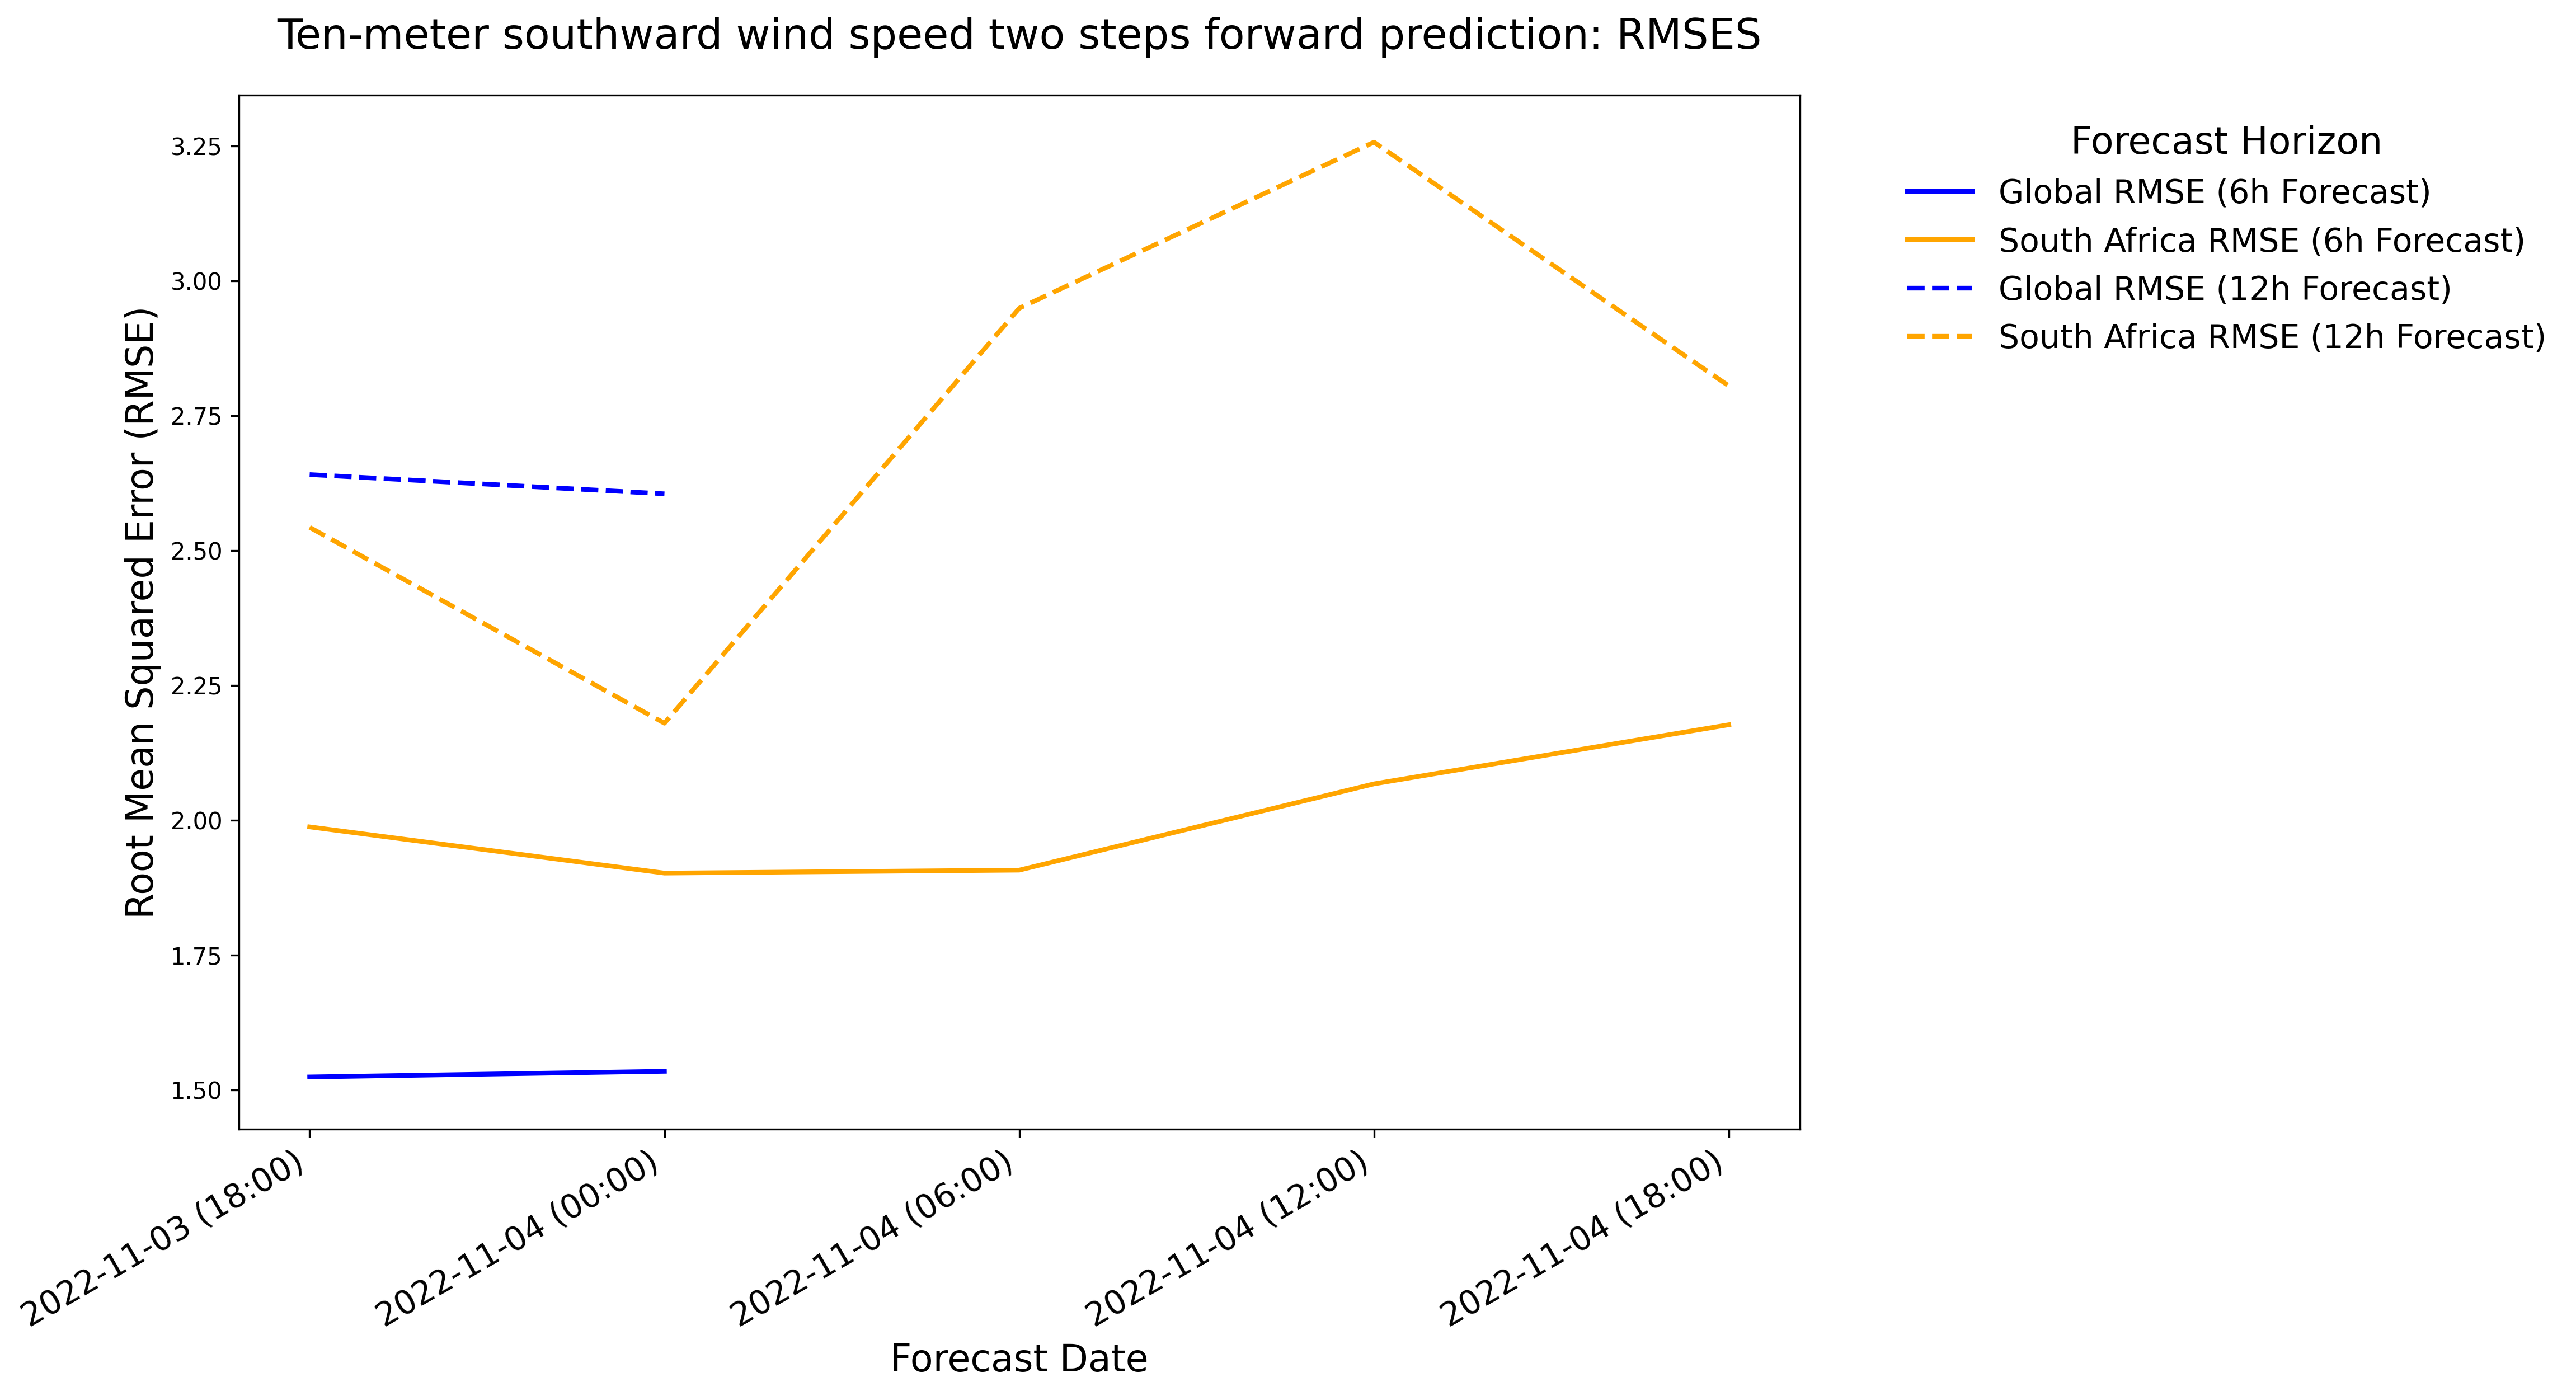 Ten-meter southward wind speed two steps forward prediction: RMSES
Root Mean Squared Error (RMSE)
3.25
3.00
2.75
2.50
2.25
2.00
1.75
1.50
2022-11-03 (18:00)
2022-11-04 (00:00)
2022-11-04 (06:00)
2022-11-04 (12:00)
2022-11-04 (18:00)
Forecast Date
Forecast Horizon
Global RMSE (6h Forecast)
South Africa RMSE (6h Forecast)
Global RMSE (12h Forecast)
South Africa RMSE (12h Forecast)